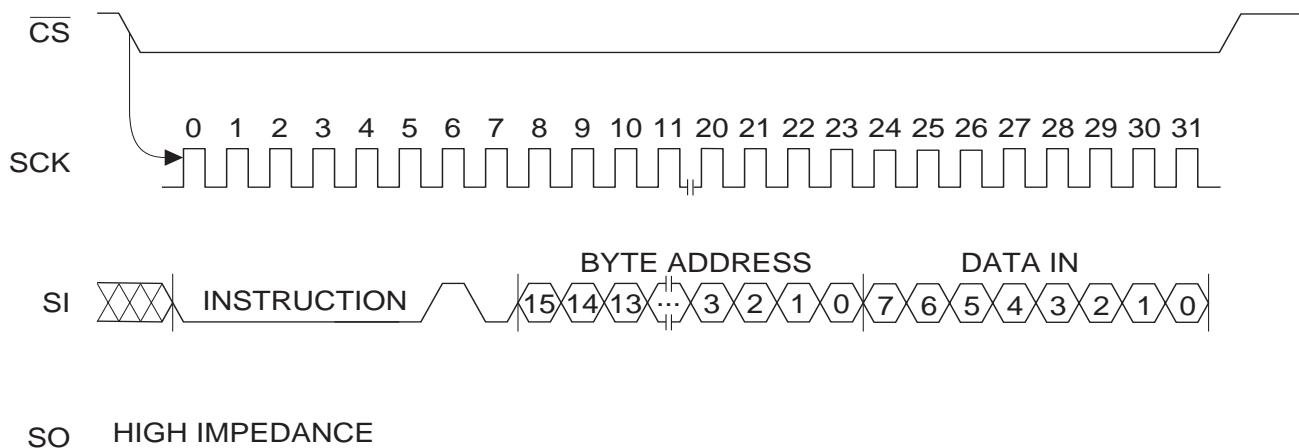 CS
0 1 2 3 4 5 6 7 8 9 10 11 20 21 22 23 24 25 26 27 28 29 30 31
SCK
BYTE ADDRESS DATA IN
SI INSTRUCTION 15 14 13 ... 3 2 1 0 7 6 5 4 3 2 1 0
SO HIGH IMPEDANCE